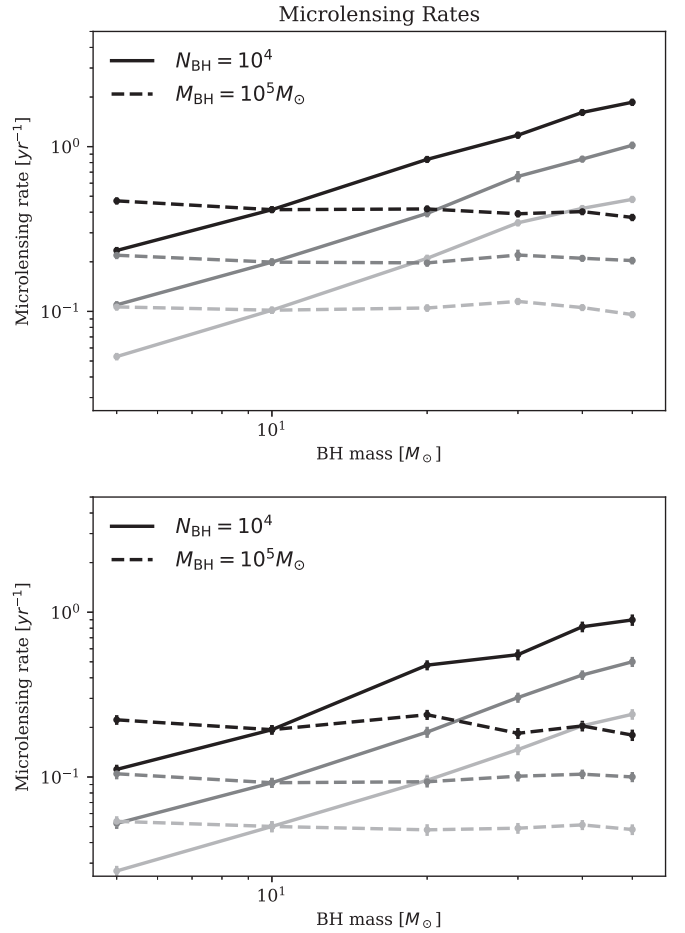 Microlensing Rates
N_BH = 10^4
M_BH = 10^5 M_⊙
Microlensing rate [yr^−1]
10^0
10^−1
10^1
BH mass [M_⊙]
N_BH = 10^4
M_BH = 10^5 M_⊙
Microlensing rate [yr^−1]
10^0
10^−1
10^1
BH mass [M_⊙]